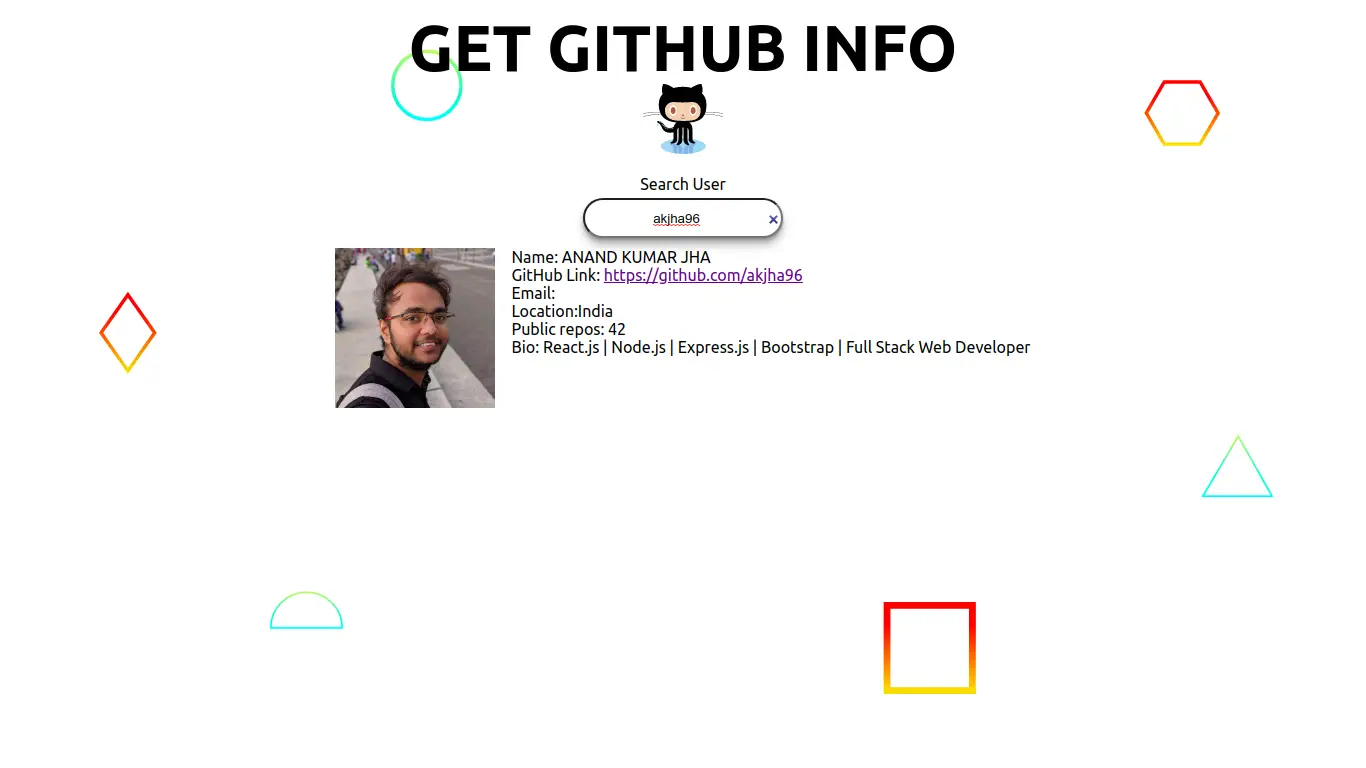 GET GITHUB INFO
Search User
akjha96
Name: ANAND KUMAR JHA
GitHub Link: https://github.com/akjha96
Email:
Location:India
Public repos: 42
Bio: React.js | Node.js | Express.js | Bootstrap | Full Stack Web Developer